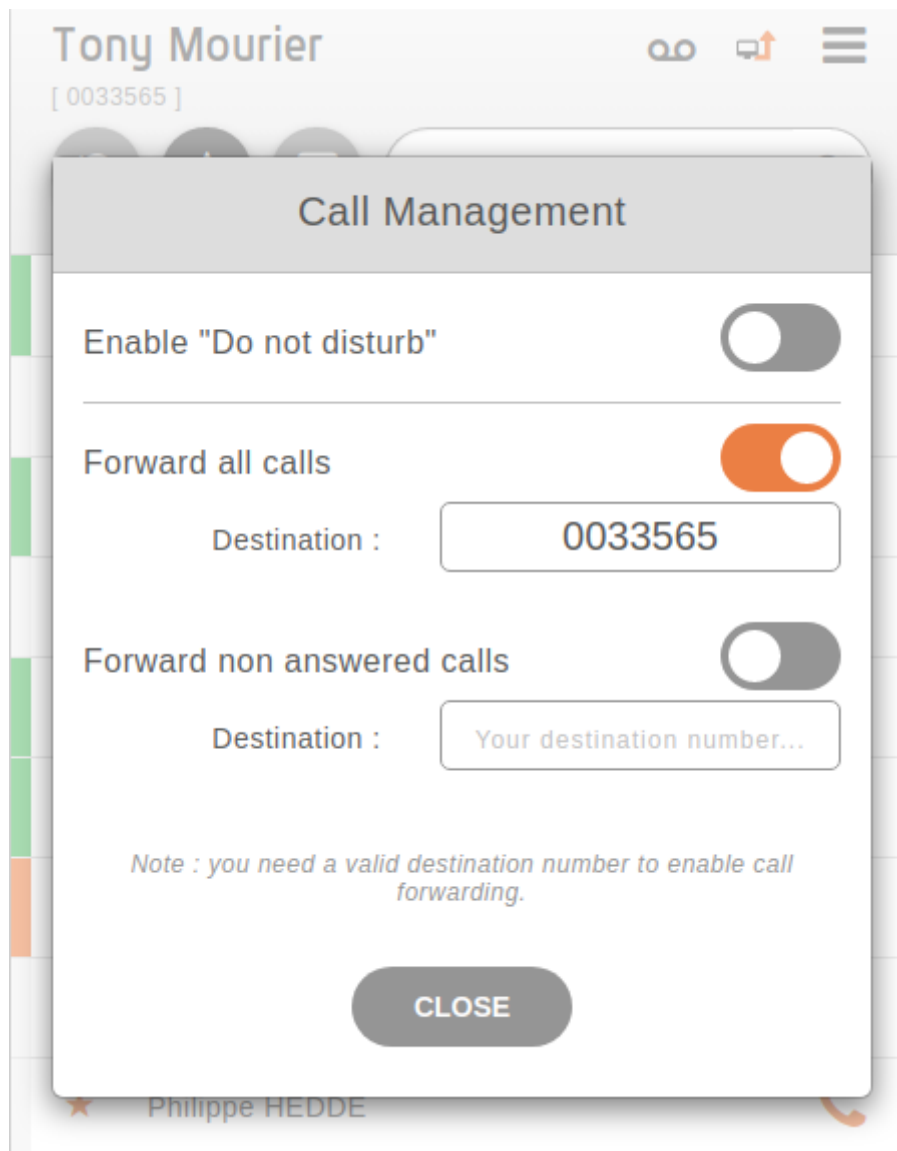 Tony Mourier
[ 0033565 ]
Call Management
Enable "Do not disturb"
Forward all calls
Destination :
0033565
Forward non answered calls
Destination :
Your destination number...
Note : you need a valid destination number to enable call
forwarding.
CLOSE
Philippe HEDDE